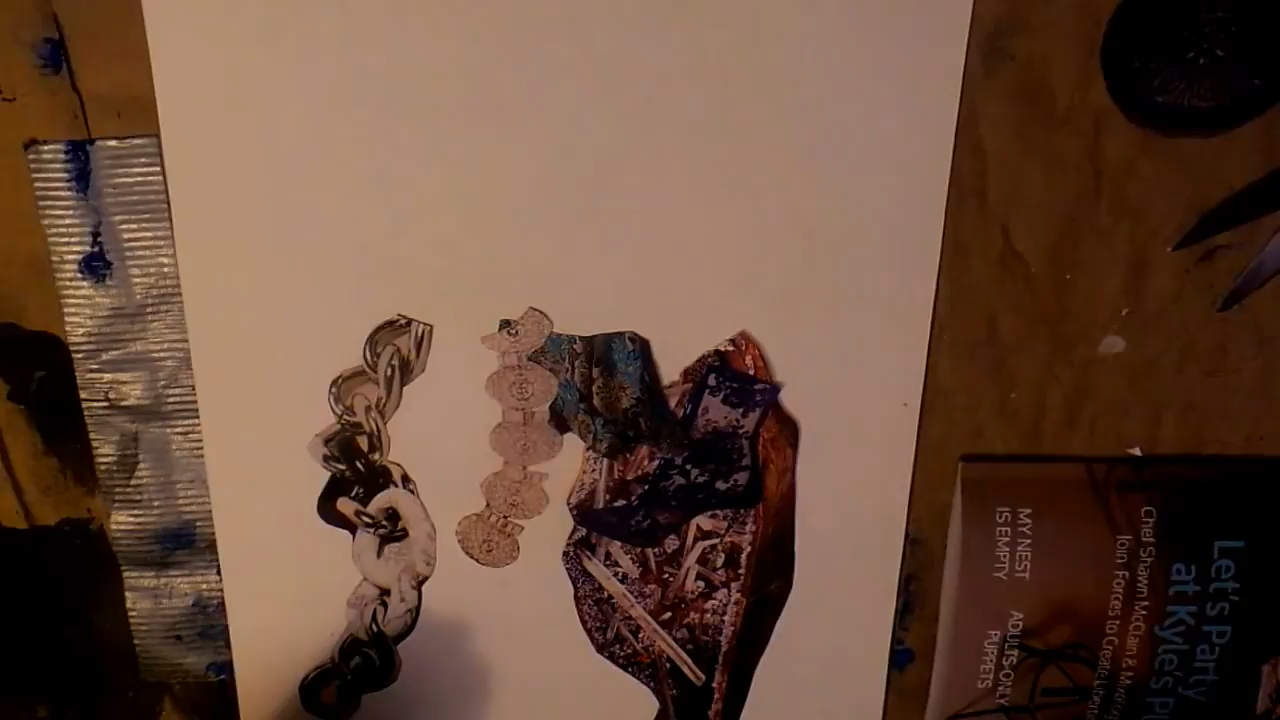 Let's Party
at Kyle's
Chef Shawn McClain &
Join Forces to Create
MY NEST
IS EMPTY
ADULTS-ONLY
PUPPETS